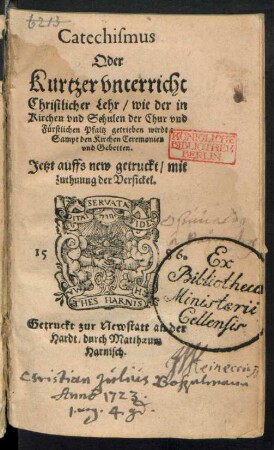 Catechismus
Oder
Kurtzer vnterricht
Christlicher Lehr / wie der in
Kirchen vnd Schulen der Chur vnd
Fürstlichen Pfaltz getrieben wirdt
Sampt den Kirchen Ceremonien
vnd Gebetten.
KÖNIGLICHE
BIBLIOTHEK
BERLIN
Jetzt auffs new getruckt / mit
zuthuung der Versickel.
SERVATA
15 86.
THES HARNIS
Ex
Bibliotheca
Ministerii
Cellensis
Getruckt zur Newstatt an der
Hardt, durch Matthæum
Harnisch.
Christian Julius
Anno 1723